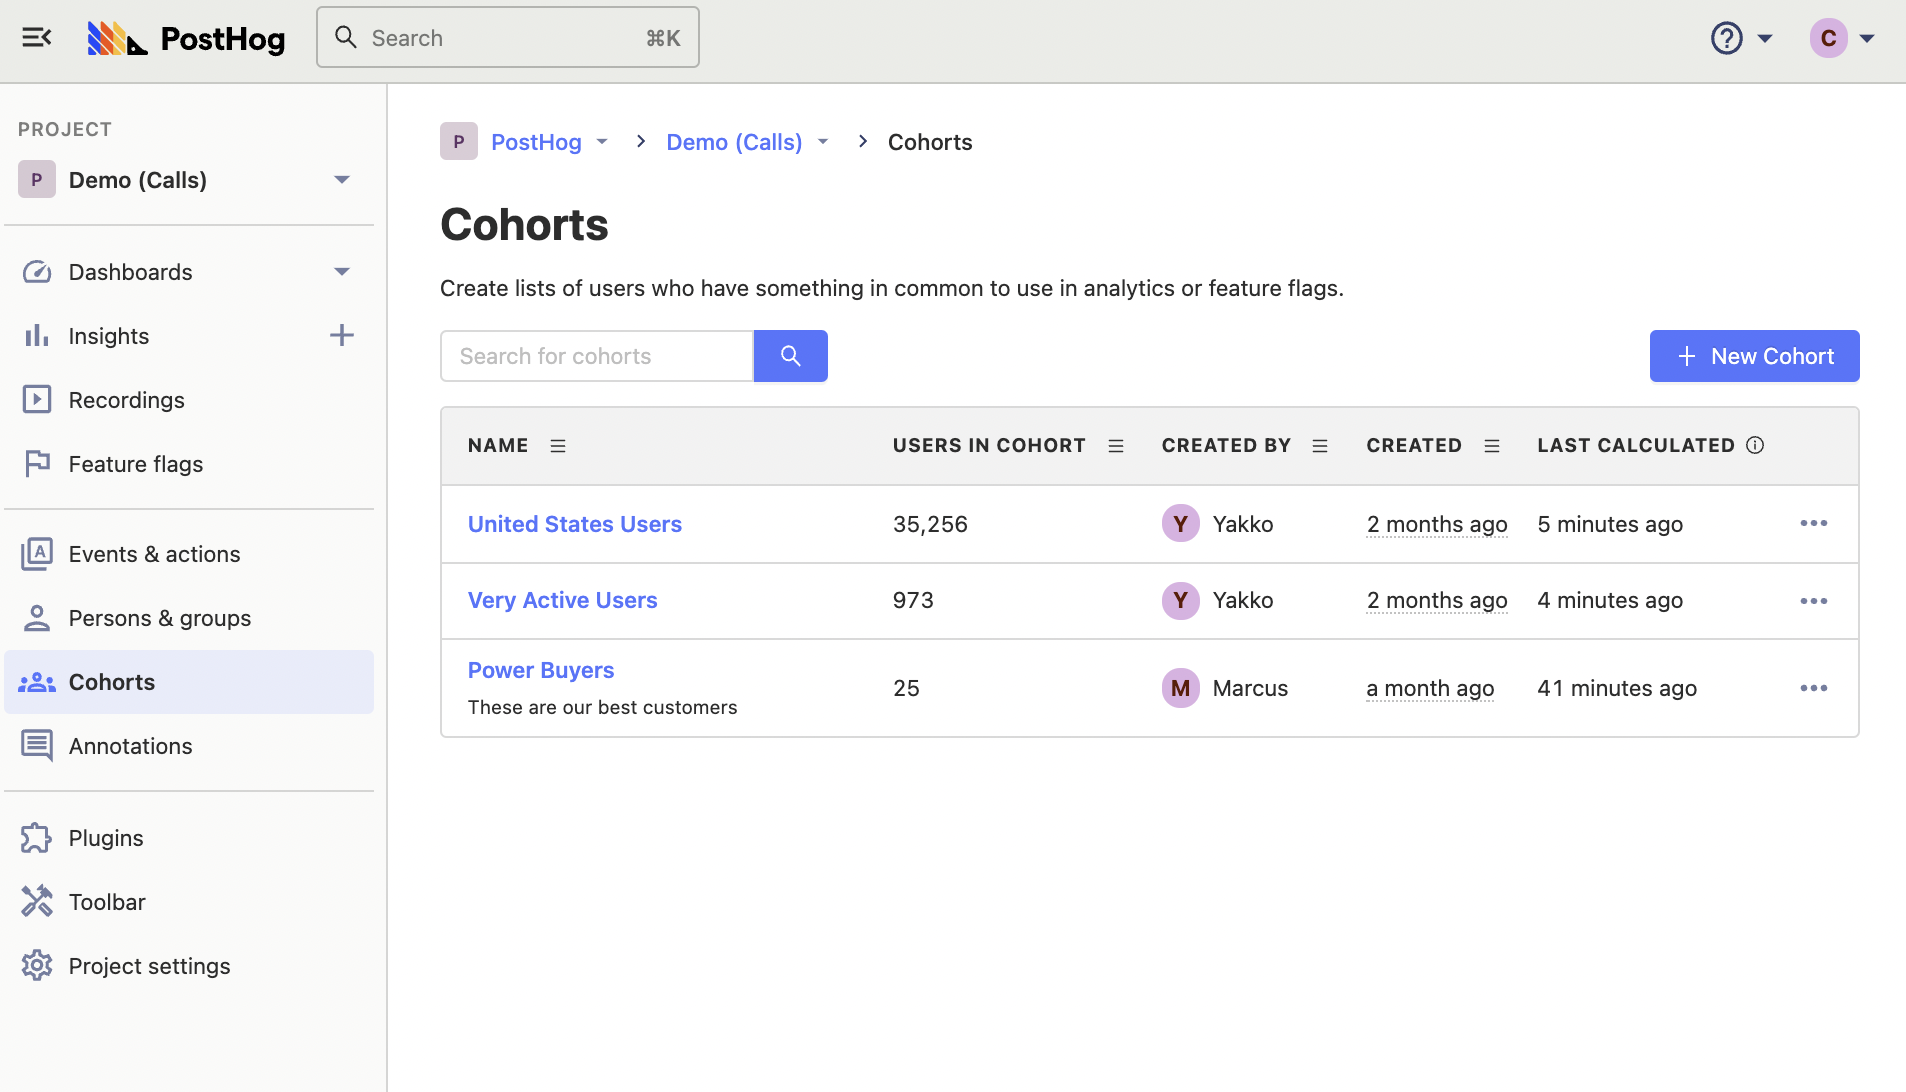 PostHog
Search ⌘K
C
PROJECT
P Demo (Calls)
Dashboards
Insights
Recordings
Feature flags
Events & actions
Persons & groups
Cohorts
Annotations
Plugins
Toolbar
Project settings
P PostHog > Demo (Calls) > Cohorts
Cohorts
Create lists of users who have something in common to use in analytics or feature flags.
Search for cohorts
New Cohort
NAME USERS IN COHORT CREATED BY CREATED LAST CALCULATED
United States Users 35,256 Y Yakko 2 months ago 5 minutes ago
Very Active Users 973 Y Yakko 2 months ago 4 minutes ago
Power Buyers
These are our best customers
25 M Marcus a month ago 41 minutes ago